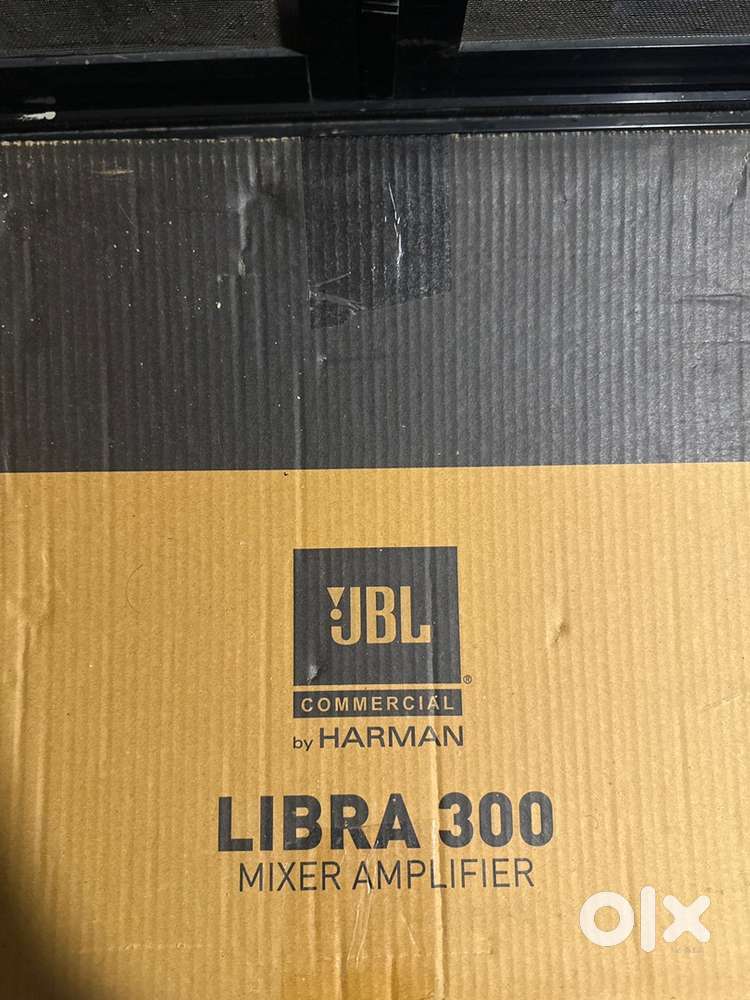 JBL
®
COMMERCIAL
by HARMAN
LIBRA 300
MIXER AMPLIFIER
olx